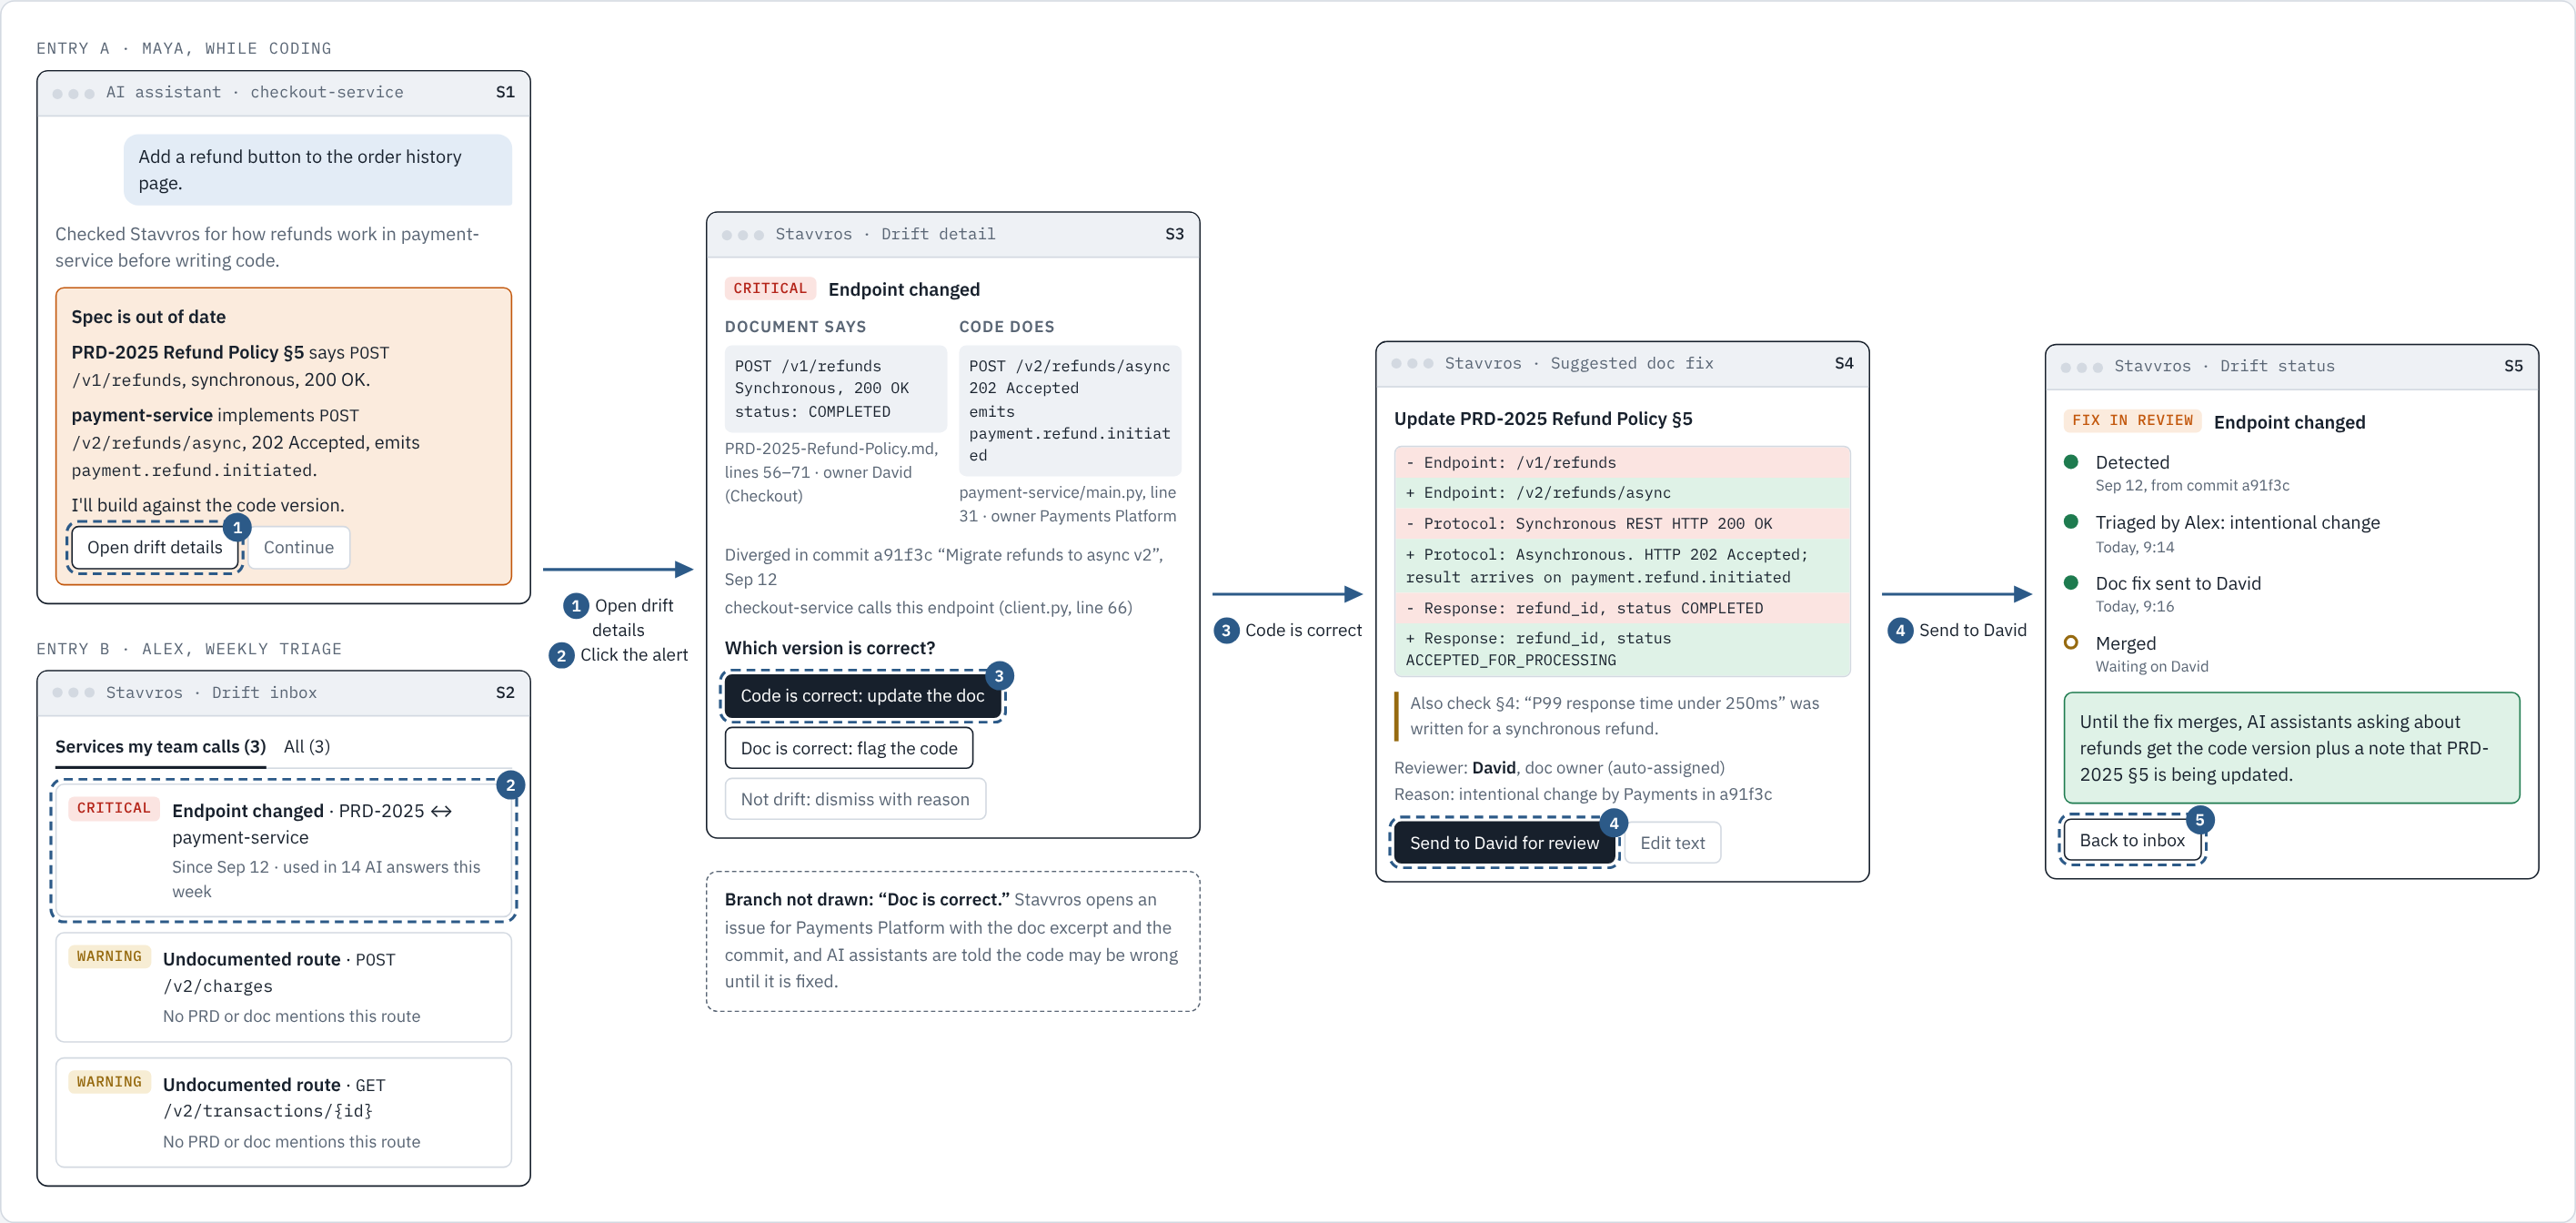 ENTRY A · MAYA, WHILE CODING
AI assistant · checkout-service S1
Add a refund button to the order history
page.
Checked Stavvros for how refunds work in payment-
service before writing code.
Spec is out of date
PRD-2025 Refund Policy §5 says POST
/v1/refunds, synchronous, 200 OK.
payment-service implements POST
/v2/refunds/async, 202 Accepted, emits
payment.refund.initiated.
I'll build against the code version.
1
Open drift details Continue
ENTRY B · ALEX, WEEKLY TRIAGE
Stavvros · Drift inbox S2
Services my team calls (3) All (3)
2
CRITICAL Endpoint changed · PRD-2025 ↔
payment-service
Since Sep 12 · used in 14 AI answers this
week
WARNING Undocumented route · POST
/v2/charges
No PRD or doc mentions this route
WARNING Undocumented route · GET
/v2/transactions/{id}
No PRD or doc mentions this route
1 Open drift
details
2 Click the alert
Stavvros · Drift detail S3
CRITICAL Endpoint changed
DOCUMENT SAYS
POST /v1/refunds
Synchronous, 200 OK
status: COMPLETED
PRD-2025-Refund-Policy.md,
lines 56–71 · owner David
(Checkout)
CODE DOES
POST /v2/refunds/async
202 Accepted
emits
payment.refund.initiat
ed
payment-service/main.py, line
31 · owner Payments Platform
Diverged in commit a91f3c “Migrate refunds to async v2”,
Sep 12
checkout-service calls this endpoint (client.py, line 66)
Which version is correct?
3
Code is correct: update the doc
Doc is correct: flag the code
Not drift: dismiss with reason
Branch not drawn: “Doc is correct.” Stavvros opens an
issue for Payments Platform with the doc excerpt and the
commit, and AI assistants are told the code may be wrong
until it is fixed.
3 Code is correct
Stavvros · Suggested doc fix S4
Update PRD-2025 Refund Policy §5
- Endpoint: /v1/refunds
+ Endpoint: /v2/refunds/async
- Protocol: Synchronous REST HTTP 200 OK
+ Protocol: Asynchronous. HTTP 202 Accepted;
result arrives on payment.refund.initiated
- Response: refund_id, status COMPLETED
+ Response: refund_id, status
ACCEPTED_FOR_PROCESSING
Also check §4: “P99 response time under 250ms” was
written for a synchronous refund.
Reviewer: David, doc owner (auto-assigned)
Reason: intentional change by Payments in a91f3c
4
Send to David for review Edit text
4 Send to David
Stavvros · Drift status S5
FIX IN REVIEW Endpoint changed
Detected
Sep 12, from commit a91f3c
Triaged by Alex: intentional change
Today, 9:14
Doc fix sent to David
Today, 9:16
Merged
Waiting on David
Until the fix merges, AI assistants asking about
refunds get the code version plus a note that PRD-
2025 §5 is being updated.
5
Back to inbox